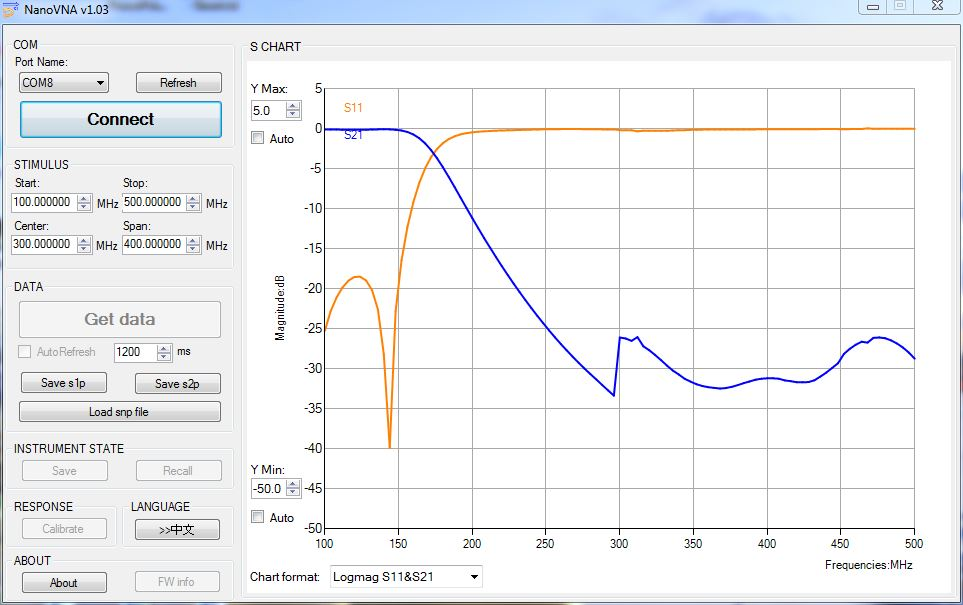 NanoVNA v1.03
COM
Port Name:
COM8
Refresh
Connect
STIMULUS
Start:
Stop:
100.000000 MHz 500.000000 MHz
Center:
Span:
300.000000 MHz 400.000000 MHz
DATA
Get data
AutoRefresh 1200 ms
Save s1p
Save s2p
Load snp file
INSTRUMENT STATE
Save
Recall
RESPONSE
Calibrate
LANGUAGE
>>中文
ABOUT
About
FW info
S CHART
Y Max:
5.0
Auto
Y Min:
-50.0
Auto
Magnitude:dB
5
0
-5
-10
-15
-20
-25
-30
-35
-40
-45
-50
S11
S21
100 150 200 250 300 350 400 450 500
Frequencies:MHz
Chart format: Logmag S11&S21